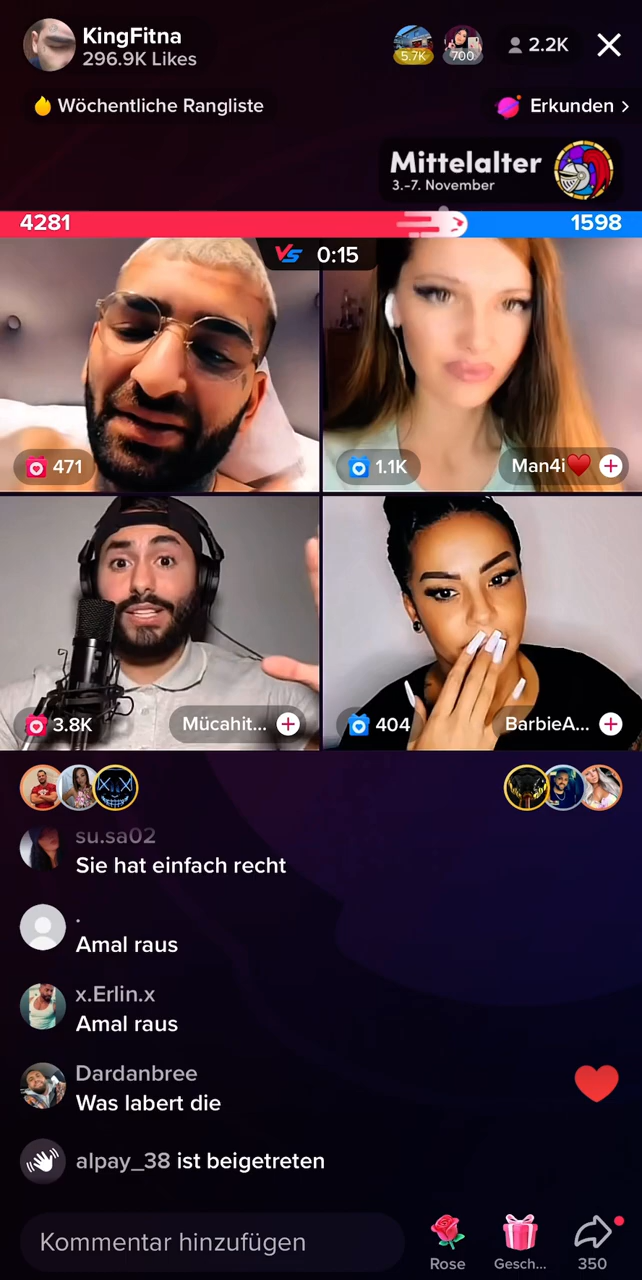 KingFitna
296.9K Likes
5.7K
700
2.2K
Wöchentliche Rangliste
Erkunden >
Mittelalter
3.-7. November
4281
1598
VS 0:15
471
1.1K
Man4i❤️
3.8K
Mücahit...
404
BarbieA...
su.sa02
Sie hat einfach recht
.
Amal raus
x.Erlin.x
Amal raus
Dardanbree
Was labert die
alpay_38 ist beigetreten
Kommentar hinzufügen
Rose
Gesch...
350